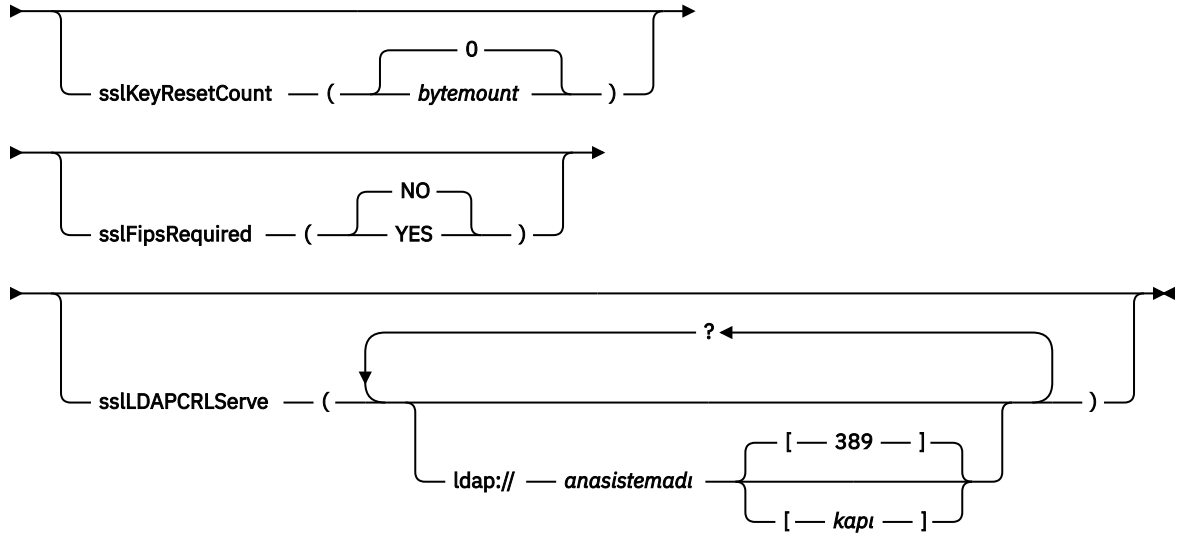 0
sslKeyResetCount ( bytemount )
NO
sslFipsRequired ( YES )
?
sslLDAPCRLServe ( )
[ 389 ]
ldap:// anasistemadı
[ kapı ]